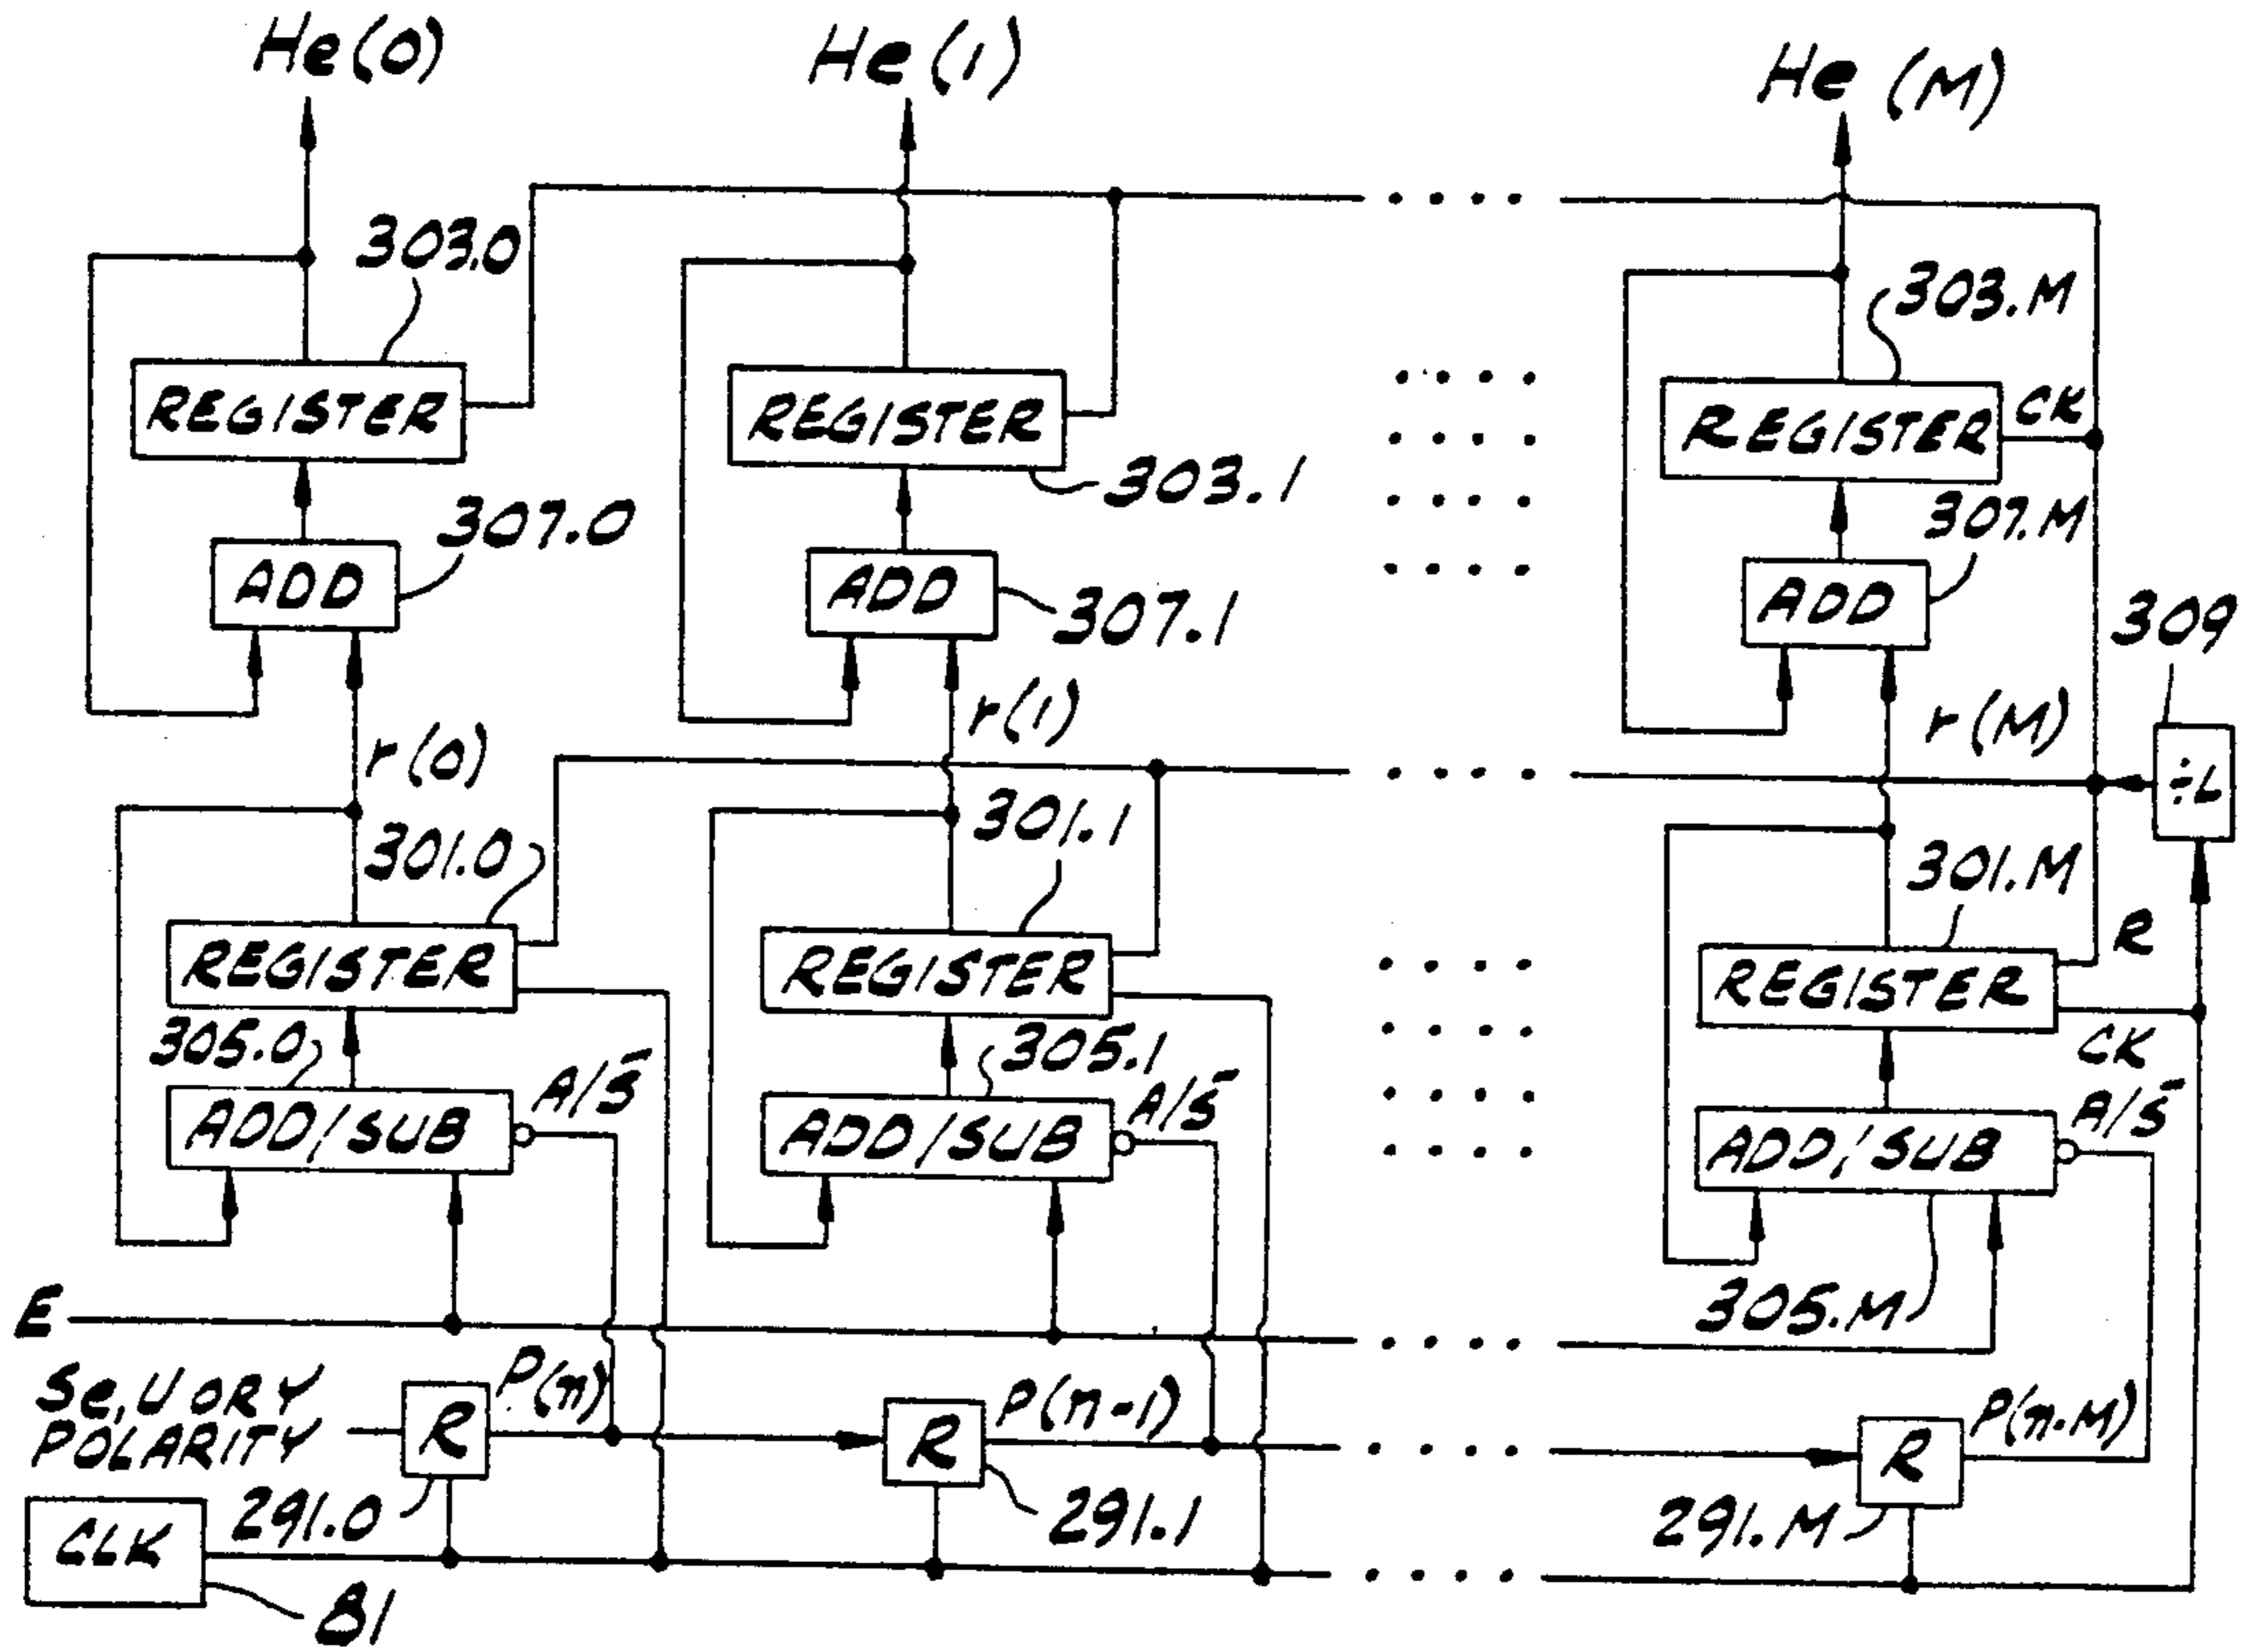 He(0) He(1) He(M)
303.0
303.M
REGISTER REGISTER REGISTER CK
303.1
307.0 307.M
ADD ADD ADD
307.1 309
r(0) r(1) r(M)
÷L
301.0 301.1 301.M
R
REGISTER REGISTER REGISTER
CK
305.0 A/S̄ 305.1 A/S̄ A/S̄
ADD/SUB ADD/SUB ADD/SUB
305.M
E
Se, U OR Y
POLARITY
P(n) P(n-1) P(n-M)
R R R
291.0 291.1 291.M
CLK
81